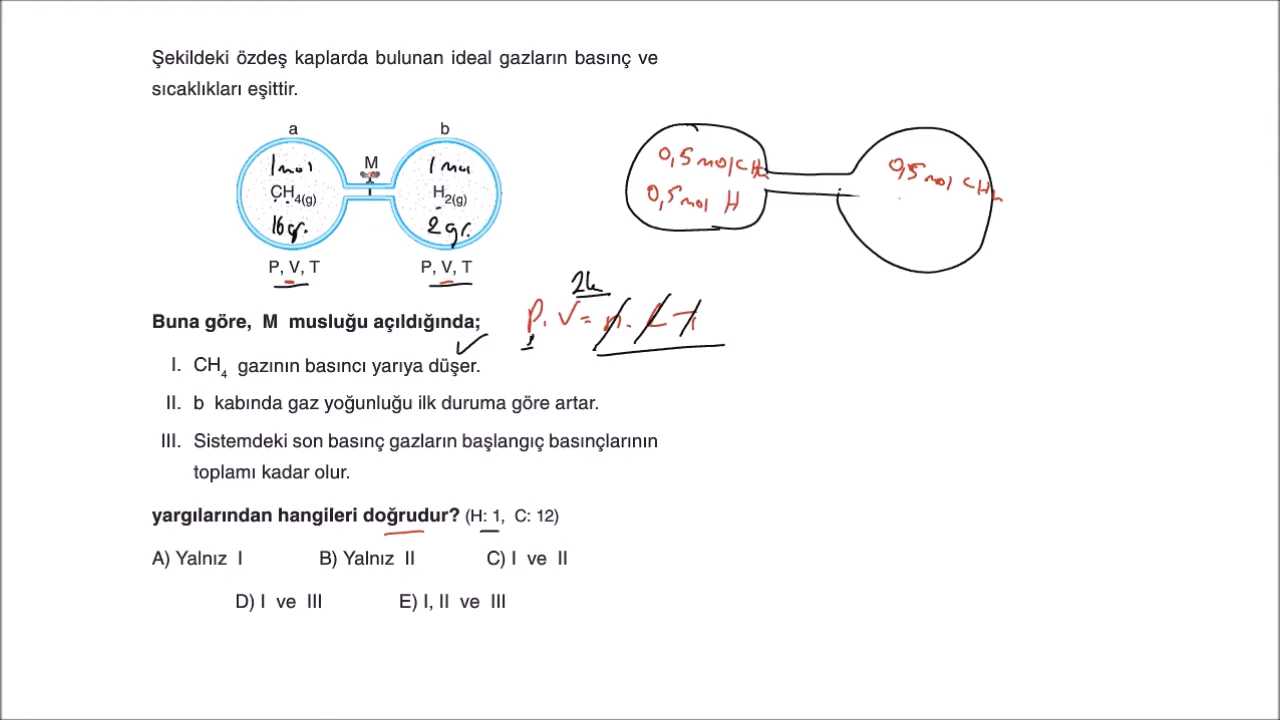 Şekildeki özdeş kaplarda bulunan ideal gazların basınç ve
sıcaklıkları eşittir.
a b
1mol M 1 mol
CH4(g) H2(g)
16gr. 2gr.
P, V, T P, V, T
0,5 mol CH4
0,5 mol H
0,5 mol CH4
2k
P. V = n. R T
Buna göre, M musluğu açıldığında;
I. CH4 gazının basıncı yarıya düşer.
II. b kabında gaz yoğunluğu ilk duruma göre artar.
III. Sistemdeki son basınç gazların başlangıç basınçlarının
toplamı kadar olur.
yargılarından hangileri doğrudur? (H: 1, C: 12)
A) Yalnız I B) Yalnız II C) I ve II
D) I ve III E) I, II ve III